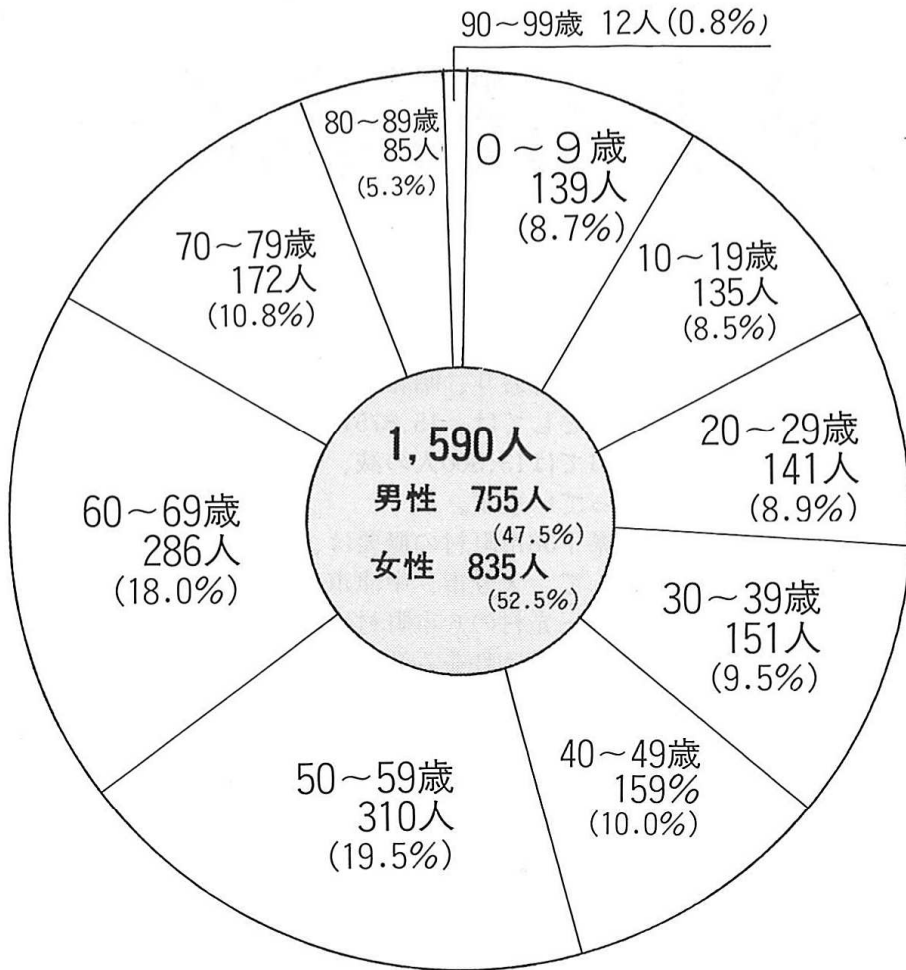 90～99歳 12人(0.8%)
0～9歳
139人
(8.7%)
10～19歳
135人
(8.5%)
20～29歳
141人
(8.9%)
30～39歳
151人
(9.5%)
40～49歳
159%
(10.0%)
50～59歳
310人
(19.5%)
60～69歳
286人
(18.0%)
70～79歳
172人
(10.8%)
80～89歳
85人
(5.3%)
1,590人
男性 755人
(47.5%)
女性 835人
(52.5%)